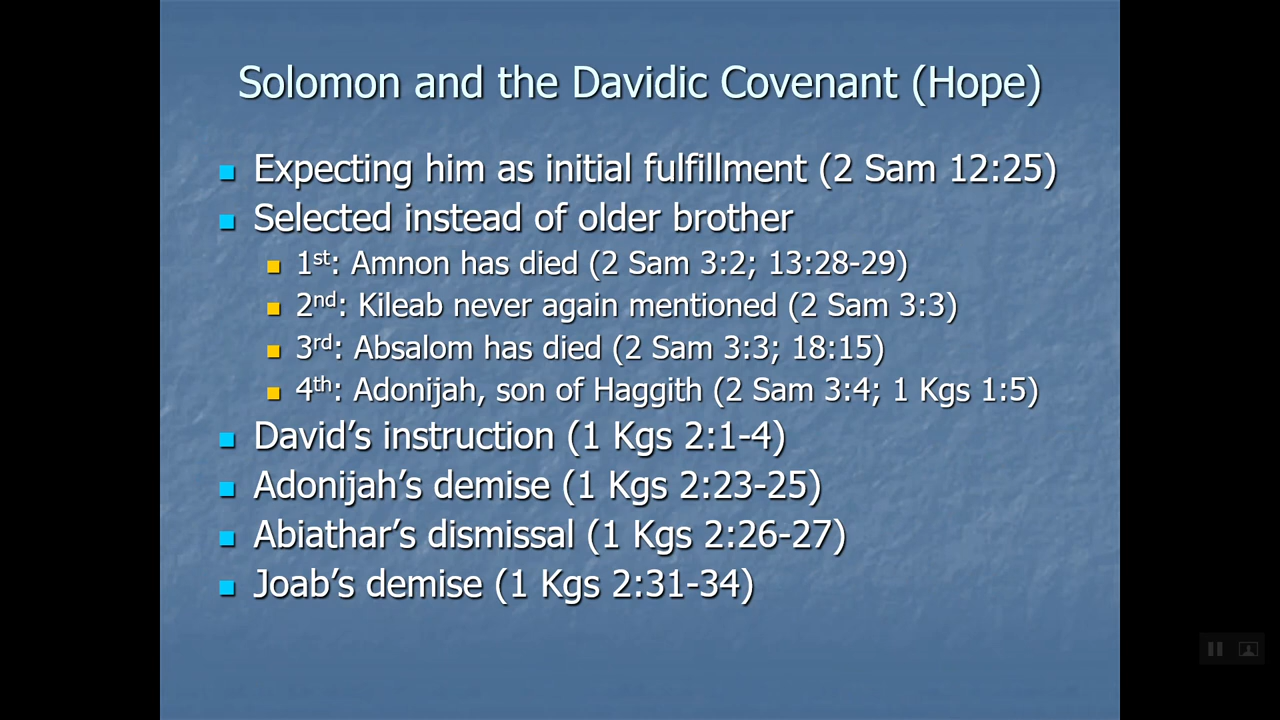 Solomon and the Davidic Covenant (Hope)
Expecting him as initial fulfillment (2 Sam 12:25)
Selected instead of older brother
1st: Amnon has died (2 Sam 3:2; 13:28-29)
2nd: Kileab never again mentioned (2 Sam 3:3)
3rd: Absalom has died (2 Sam 3:3; 18:15)
4th: Adonijah, son of Haggith (2 Sam 3:4; 1 Kgs 1:5)
David’s instruction (1 Kgs 2:1-4)
Adonijah’s demise (1 Kgs 2:23-25)
Abiathar’s dismissal (1 Kgs 2:26-27)
Joab’s demise (1 Kgs 2:31-34)